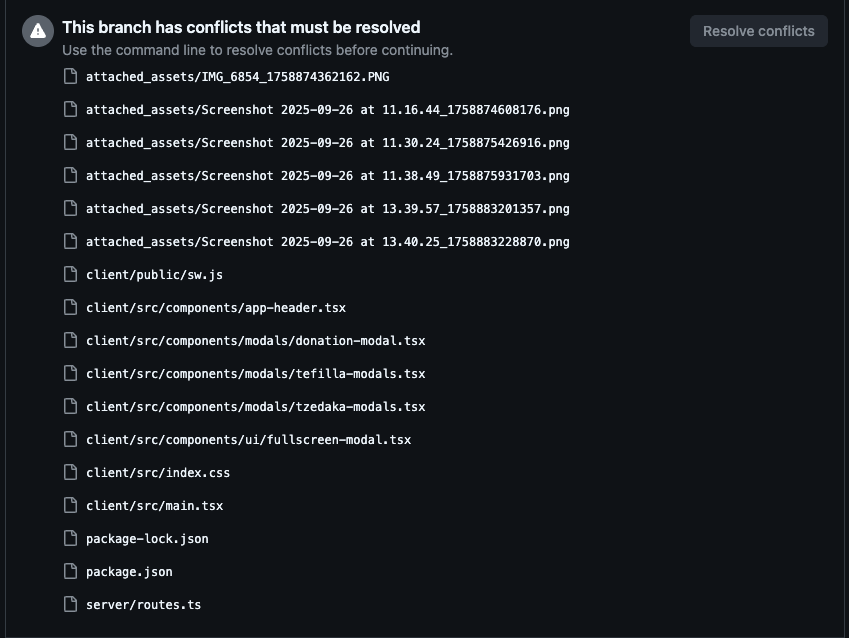 This branch has conflicts that must be resolved
Resolve conflicts
Use the command line to resolve conflicts before continuing.
attached_assets/IMG_6854_1758874362162.PNG
attached_assets/Screenshot 2025-09-26 at 11.16.44_1758874608176.png
attached_assets/Screenshot 2025-09-26 at 11.30.24_1758875426916.png
attached_assets/Screenshot 2025-09-26 at 11.38.49_1758875931703.png
attached_assets/Screenshot 2025-09-26 at 13.39.57_1758883201357.png
attached_assets/Screenshot 2025-09-26 at 13.40.25_1758883228870.png
client/public/sw.js
client/src/components/app-header.tsx
client/src/components/modals/donation-modal.tsx
client/src/components/modals/tefilla-modals.tsx
client/src/components/modals/tzedaka-modals.tsx
client/src/components/ui/fullscreen-modal.tsx
client/src/index.css
client/src/main.tsx
package-lock.json
package.json
server/routes.ts